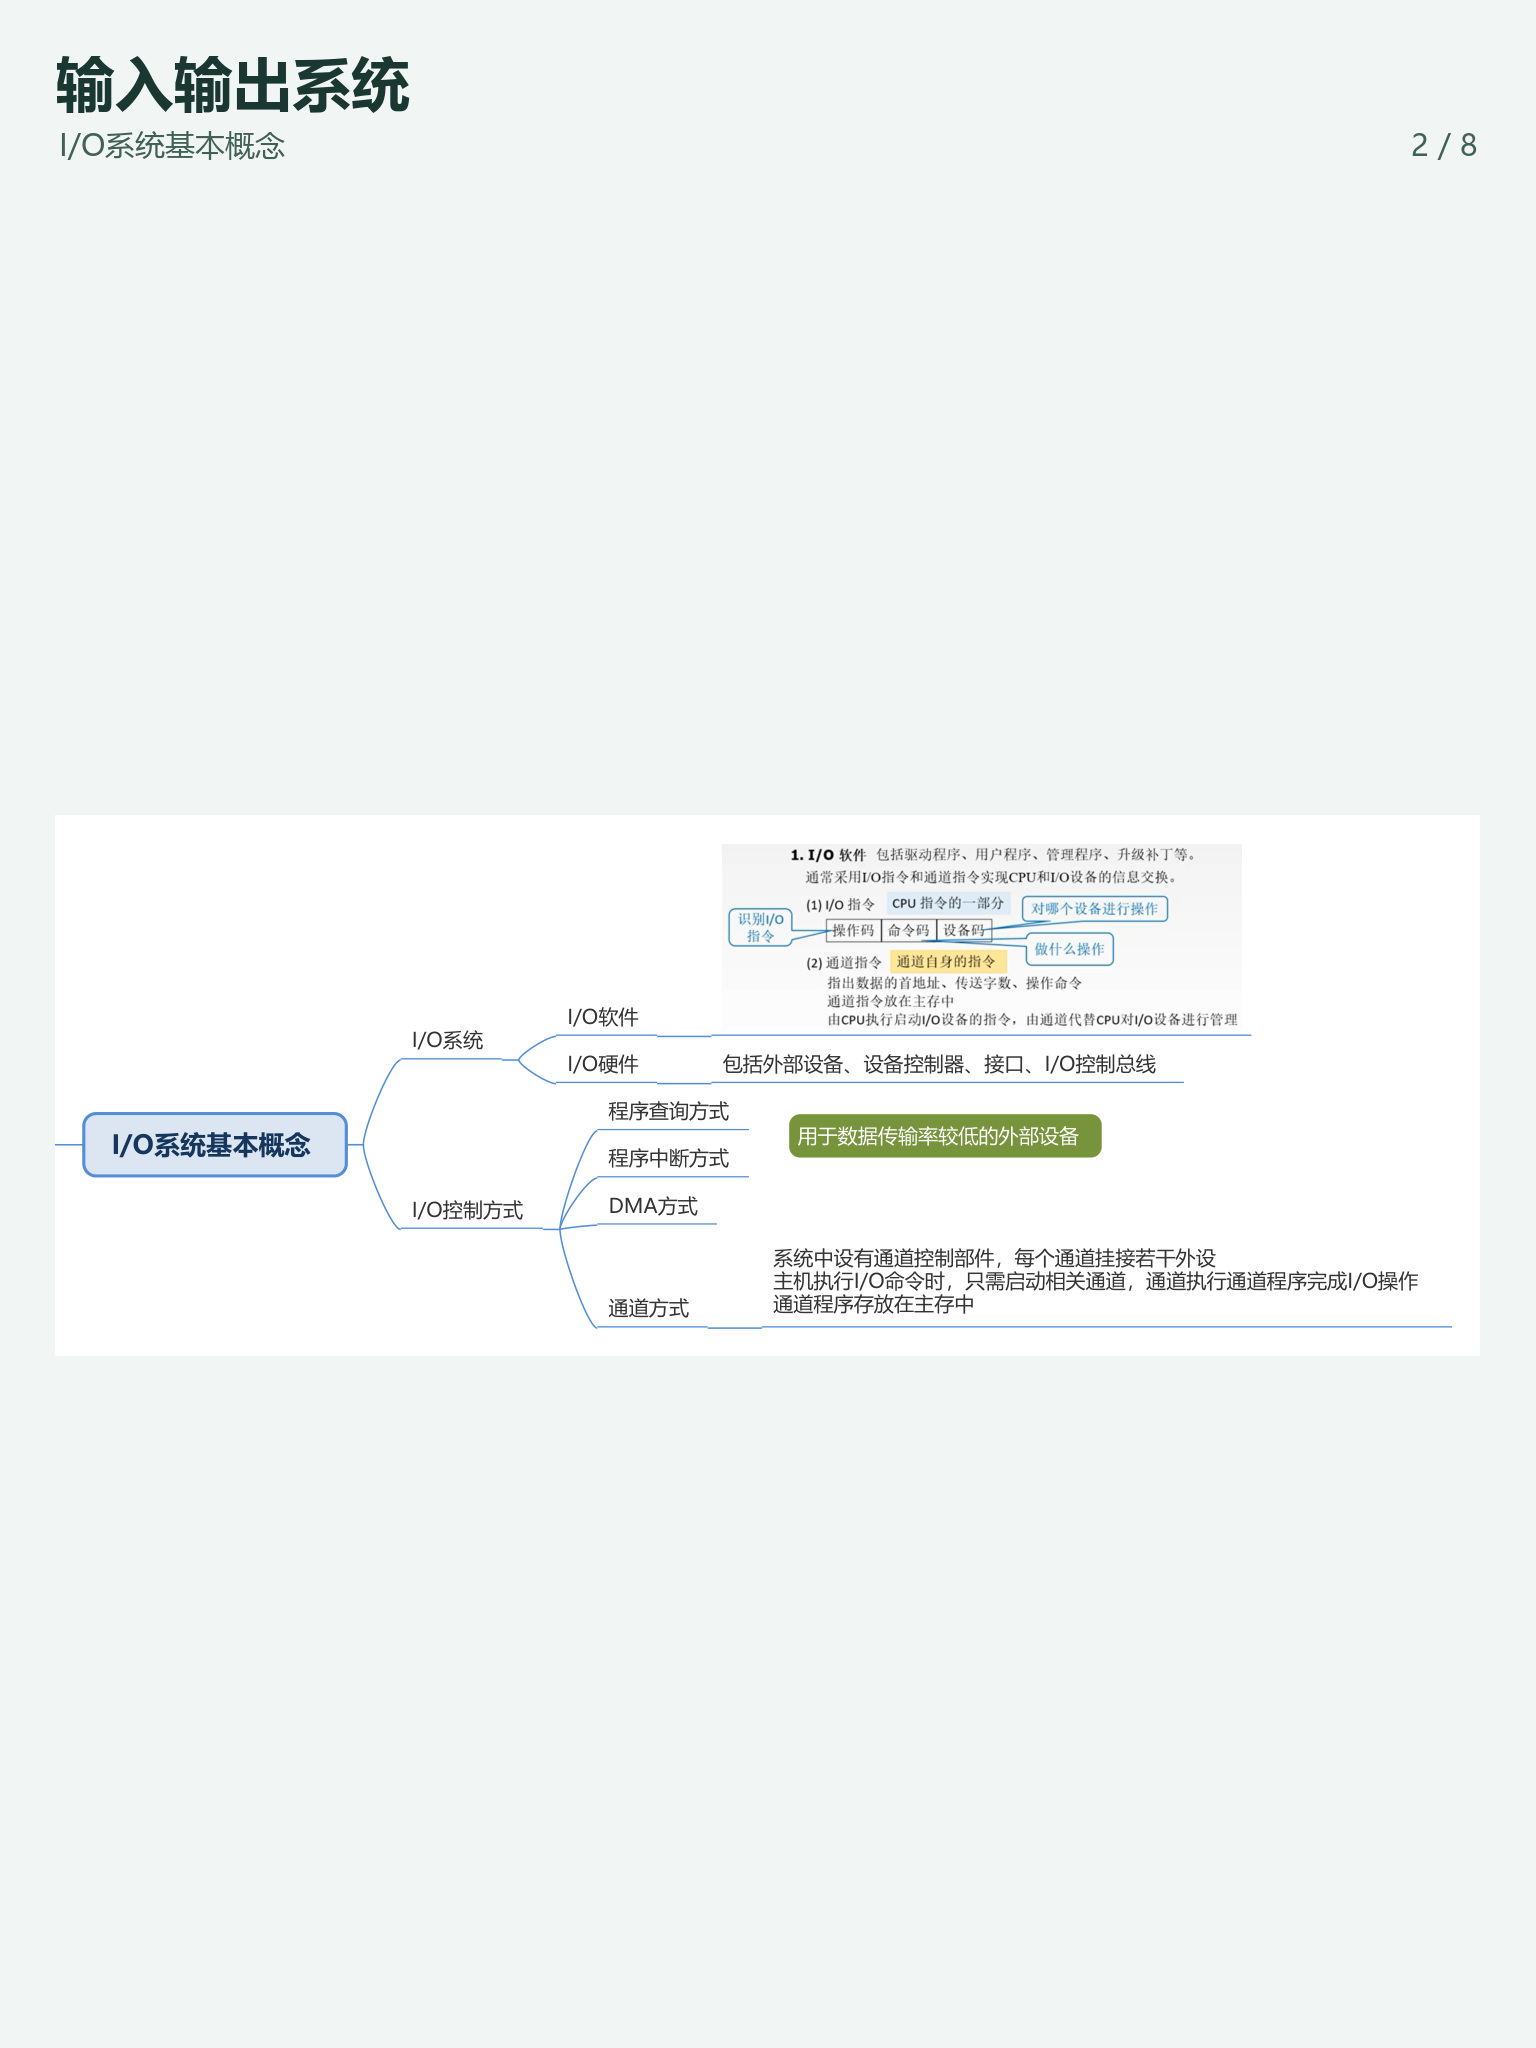 输入输出系统
I/O系统基本概念
2 / 8
1. I/O 软件 包括驱动程序、用户程序、管理程序、升级补丁等。
通常采用I/O指令和通道指令实现CPU和I/O设备的信息交换。
(1) I/O 指令 CPU 指令的一部分
对哪个设备进行操作
识别I/O
指令
操作码 命令码 设备码
做什么操作
(2) 通道指令 通道自身的指令
指出数据的首地址、传送字数、操作命令
通道指令放在主存中
由CPU执行启动I/O设备的指令，由通道代替CPU对I/O设备进行管理
I/O软件
I/O系统
I/O硬件
包括外部设备、设备控制器、接口、I/O控制总线
I/O系统基本概念
程序查询方式
用于数据传输率较低的外部设备
程序中断方式
DMA方式
I/O控制方式
系统中设有通道控制部件，每个通道挂接若干外设
主机执行I/O命令时，只需启动相关通道，通道执行通道程序完成I/O操作
通道程序存放在主存中
通道方式